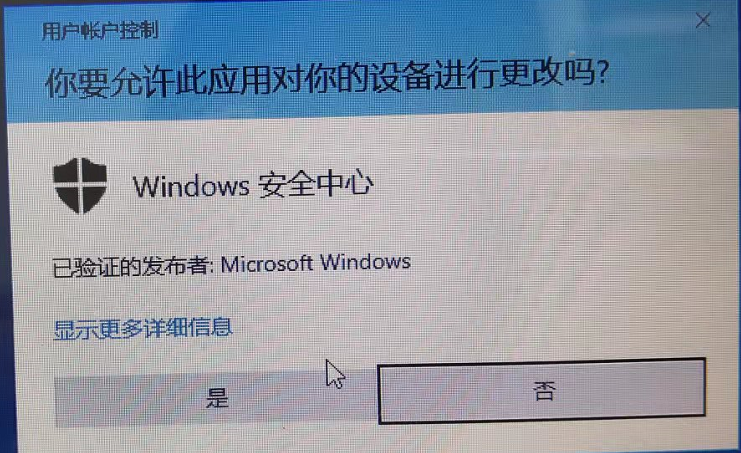 用户帐户控制
你要允许此应用对你的设备进行更改吗?
Windows 安全中心
已验证的发布者: Microsoft Windows
显示更多详细信息
是
否